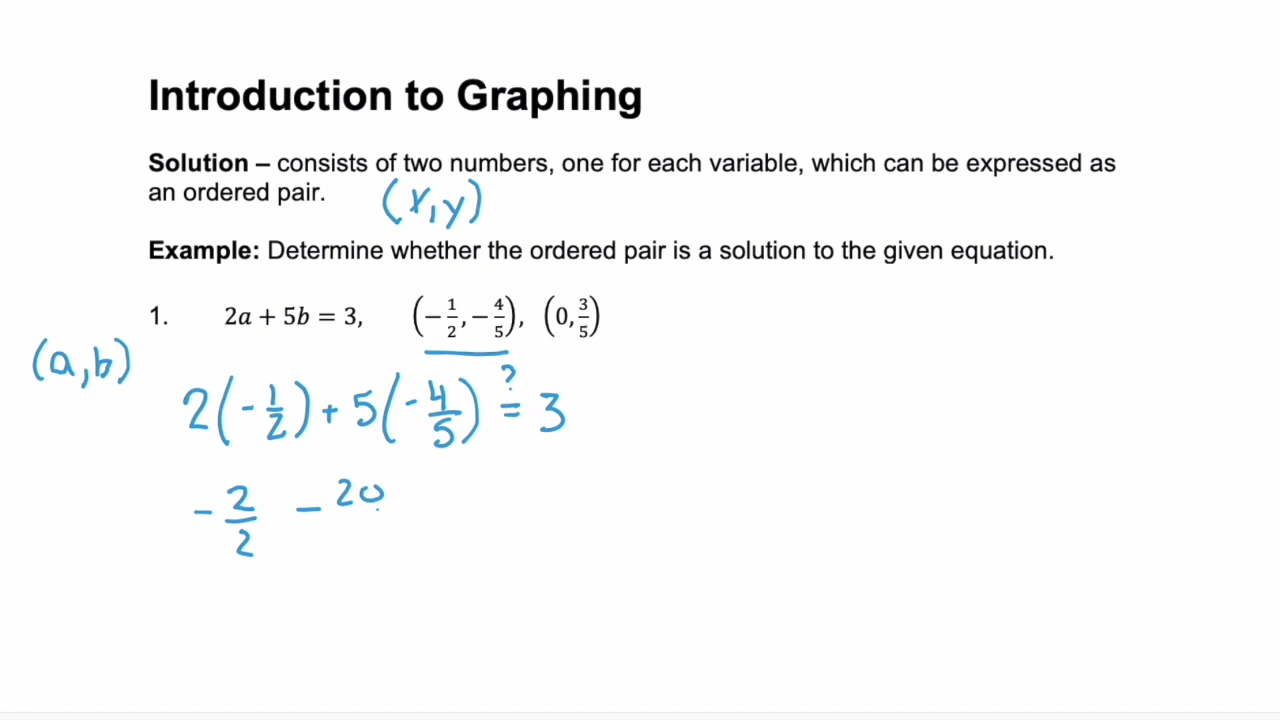 Introduction to Graphing
Solution – consists of two numbers, one for each variable, which can be expressed as
an ordered pair. (x,y)
Example: Determine whether the ordered pair is a solution to the given equation.
1. 2a + 5b = 3, (−1/2, −4/5), (0, 3/5)
(a,b)
2(-1/2) + 5(-4/5) ?= 3
- 2/2 - 20